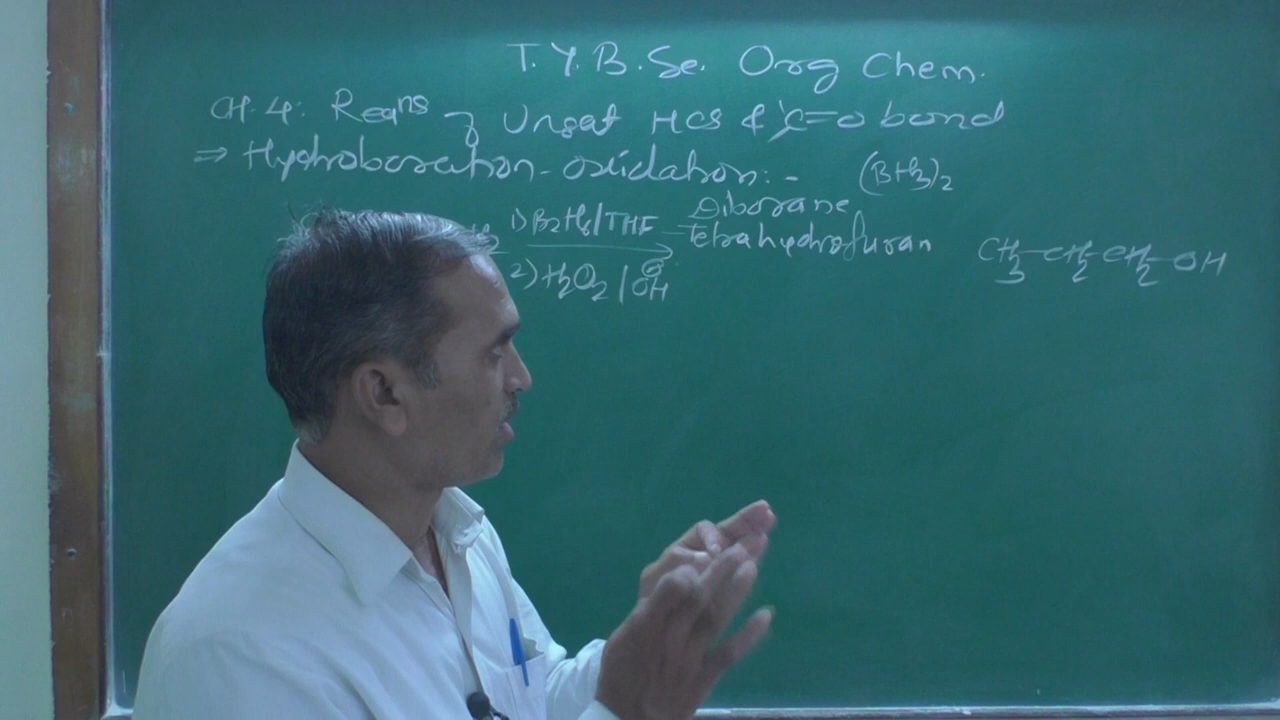 T.Y.B.Sc. Org Chem.
CH. 4: Reaⁿs of Unsat HCs & >C=O bond
⇒ Hydroboration-oxidation:- (BH₃)₂
1) B₂H₆/THF - Diborane
Tetrahydrofuran
2) H₂O₂ / OH⊖
CH₃-CH₂-CH₂-OH